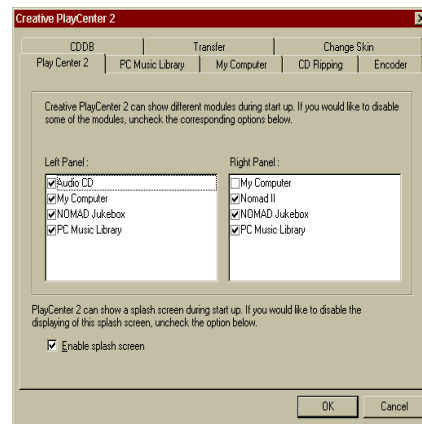 Creative PlayCenter 2
CDDB Transfer Change Skin
Play Center 2 PC Music Library My Computer CD Ripping Encoder
Creative PlayCenter 2 can show different modules during start up. If you would like to disable
some of the modules, uncheck the corresponding options below.
Left Panel : Right Panel :
Audio CD My Computer
My Computer Nomad II
NOMAD Jukebox NOMAD Jukebox
PC Music Library PC Music Library
PlayCenter 2 can show a splash screen during start up. If you would like to disable the
displaying of this splash screen, uncheck the option below.
Enable splash screen
OK Cancel